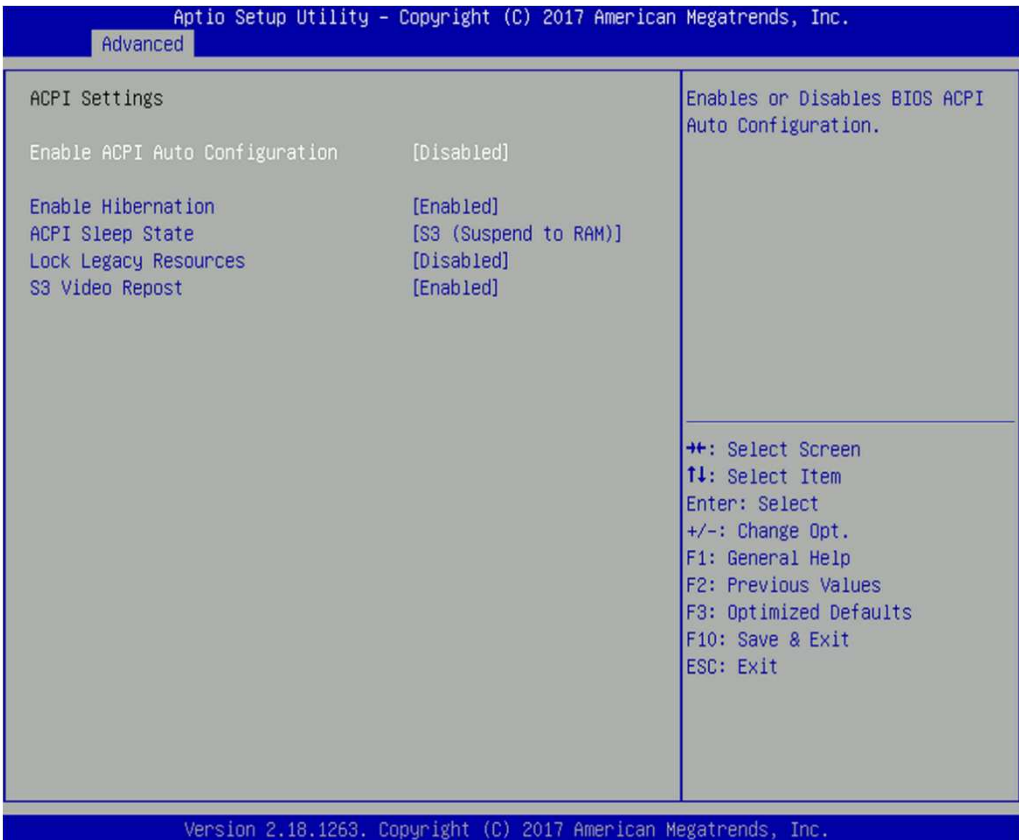 Aptio Setup Utility – Copyright (C) 2017 American Megatrends, Inc.
Advanced
ACPI Settings
Enable ACPI Auto Configuration [Disabled]
Enable Hibernation [Enabled]
ACPI Sleep State [S3 (Suspend to RAM)]
Lock Legacy Resources [Disabled]
S3 Video Repost [Enabled]
Enables or Disables BIOS ACPI
Auto Configuration.
→←: Select Screen
↑↓: Select Item
Enter: Select
+/-: Change Opt.
F1: General Help
F2: Previous Values
F3: Optimized Defaults
F10: Save & Exit
ESC: Exit
Version 2.18.1263. Copyright (C) 2017 American Megatrends, Inc.